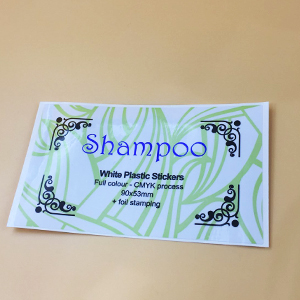 Shampoo
White Plastic Stickers
Full colour - CMYK process
90x53mm
+ foil stamping